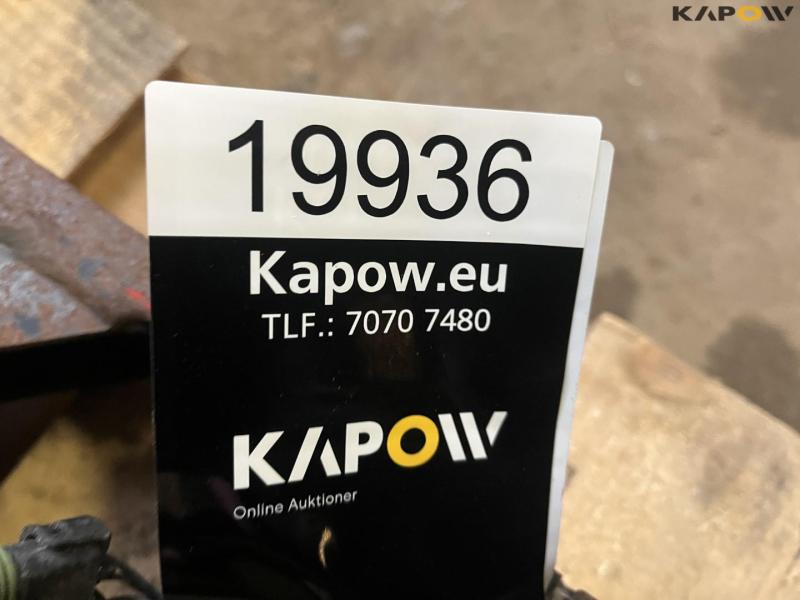 KAPOW
19936
Kapow.eu
TLF.: 7070 7480
KAPOW
Online Auktioner